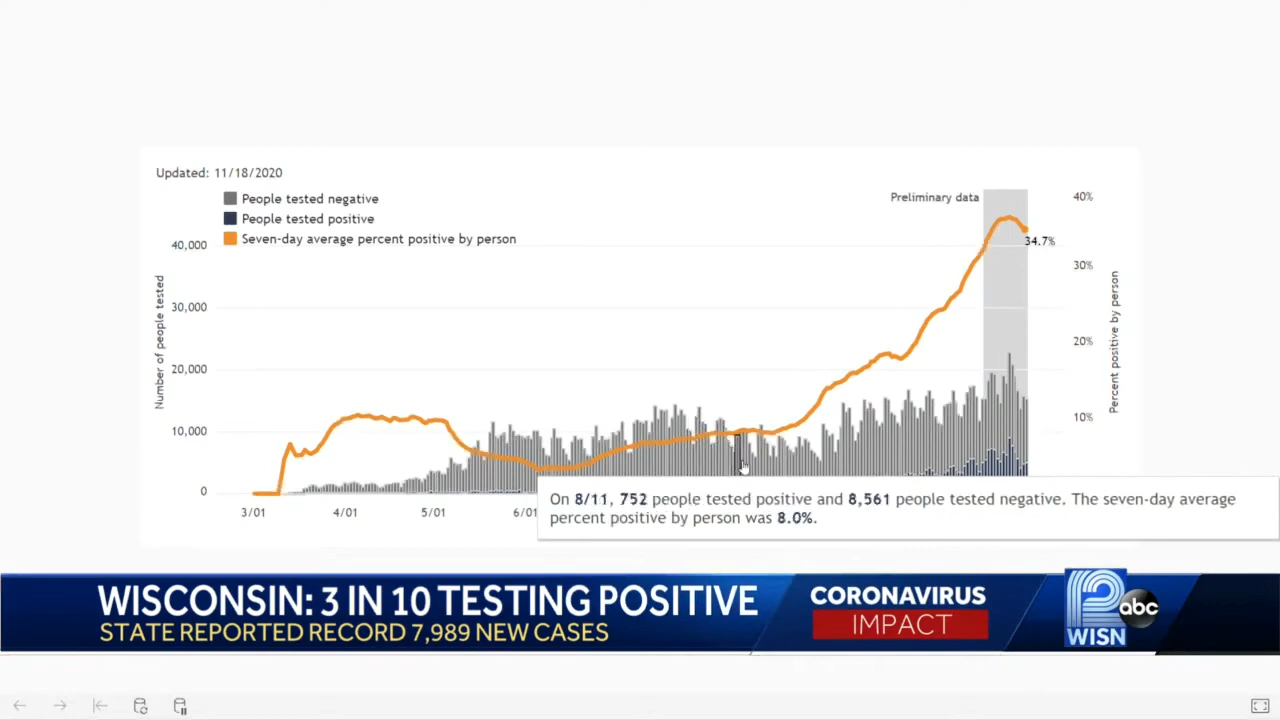 Updated: 11/18/2020
People tested negative
People tested positive
Seven-day average percent positive by person
Preliminary data
40%
40,000
34.7%
30%
30,000
20%
20,000
10%
10,000
0
Number of people tested
Percent positive by person
3/01
4/01
5/01
6/01
On 8/11, 752 people tested positive and 8,561 people tested negative. The seven-day average
percent positive by person was 8.0%.
WISCONSIN: 3 IN 10 TESTING POSITIVE
STATE REPORTED RECORD 7,989 NEW CASES
CORONAVIRUS
IMPACT
12
WISN
abc